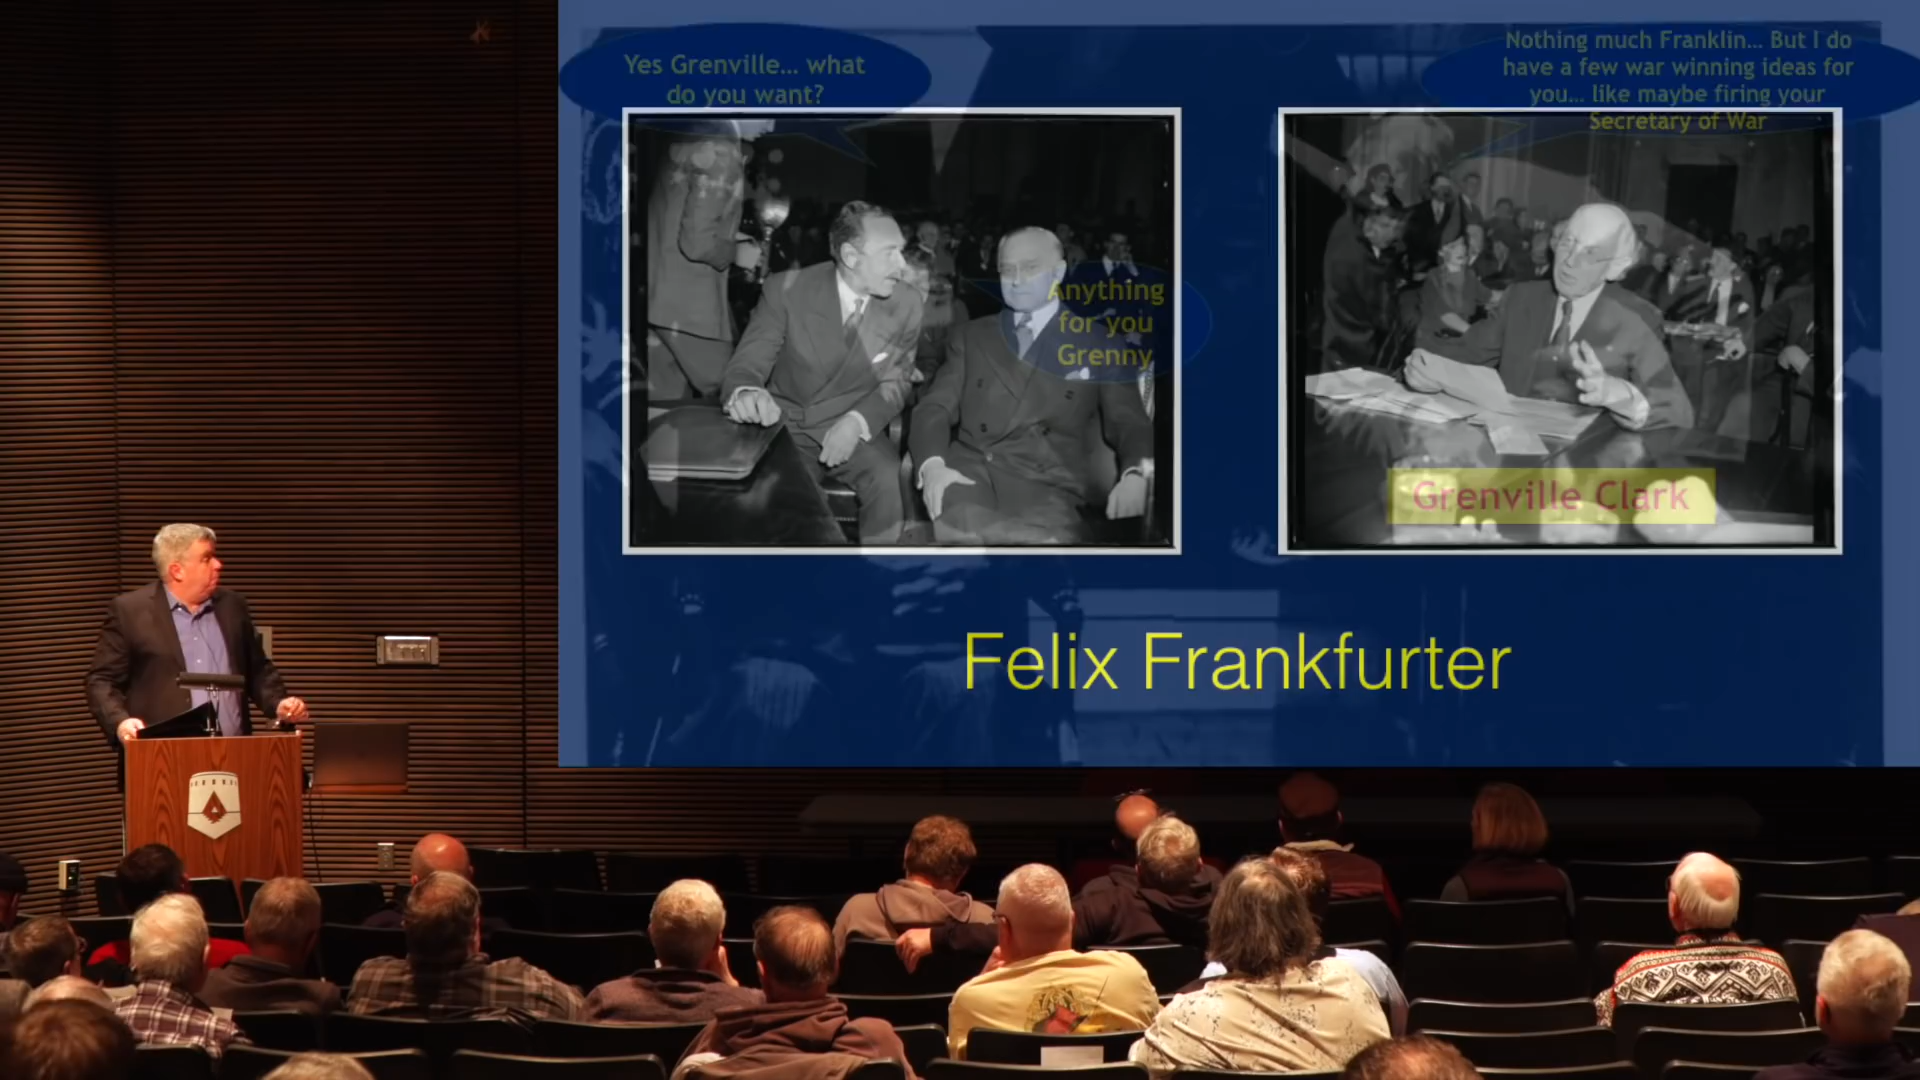 Yes Grenville... what
do you want?
Nothing much Franklin... But I do
have a few war winning ideas for
you... like maybe firing your
Secretary of War
Anything
for you
Grenny
Grenville Clark
Felix Frankfurter